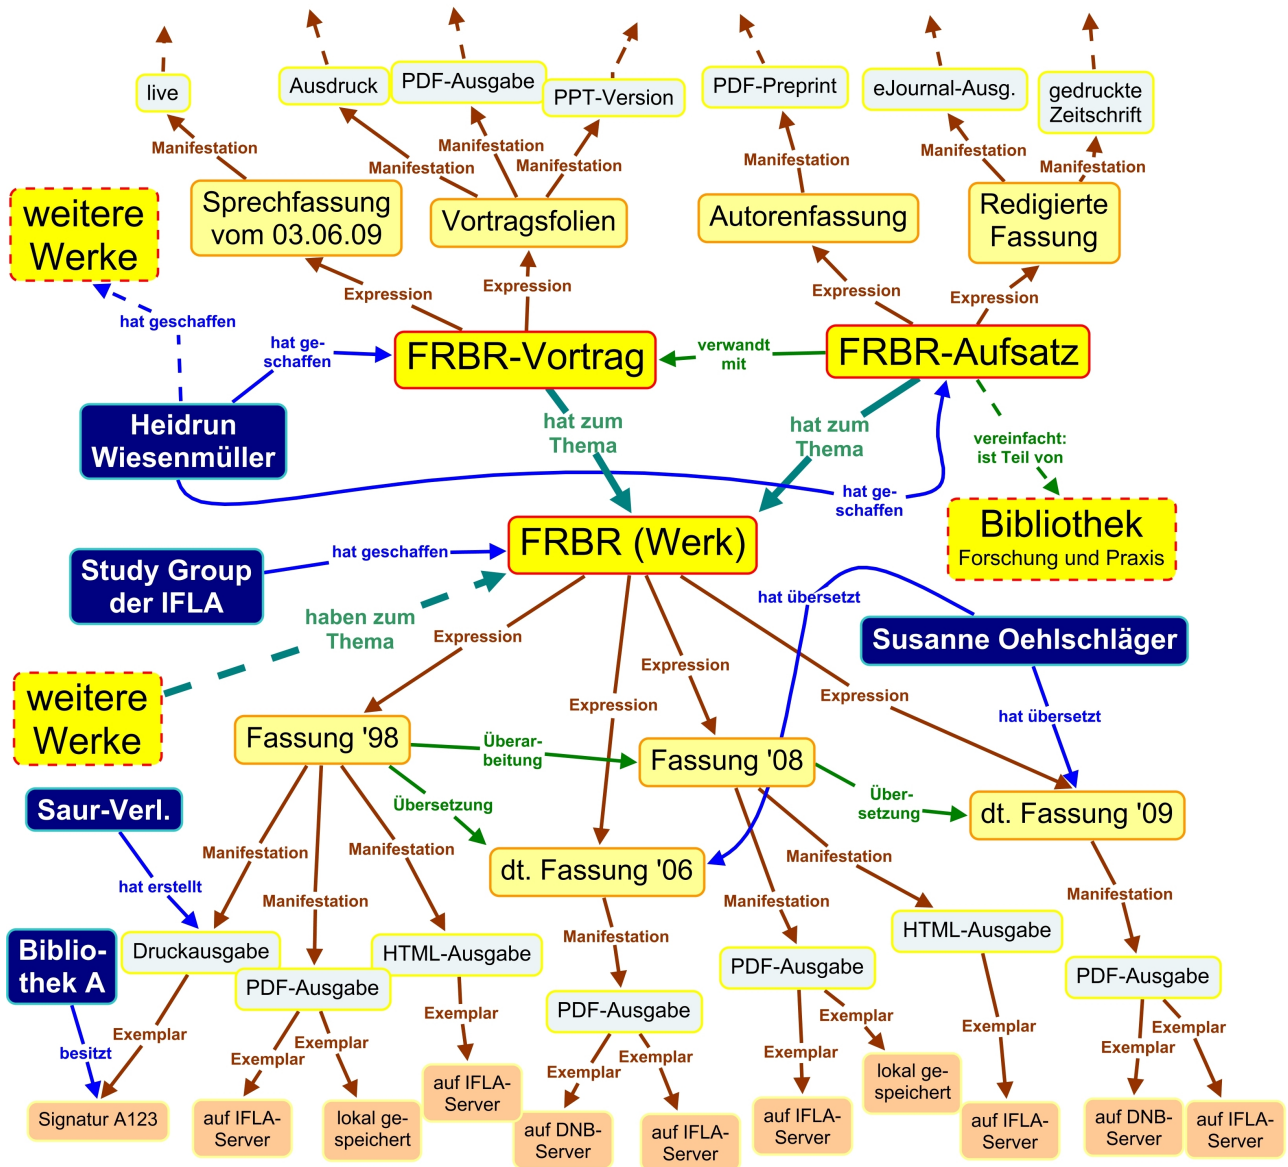 live
Ausdruck
PDF-Ausgabe
PPT-Version
PDF-Preprint
eJournal-Ausg.
gedruckte
Zeitschrift
Manifestation
Manifestation
Manifestation
Manifestation
Manifestation
Manifestation
Manifestation
weitere
Werke
Sprechfassung
vom 03.06.09
Vortragsfolien
Autorenfassung
Redigierte
Fassung
Expression
Expression
Expression
Expression
hat geschaffen
hat ge-
schaffen
FRBR-Vortrag
verwandt
mit
FRBR-Aufsatz
Heidrun
Wiesenmüller
hat zum
Thema
hat zum
Thema
vereinfacht:
ist Teil von
hat ge-
schaffen
Bibliothek
Forschung und Praxis
FRBR (Werk)
hat geschaffen
Study Group
der IFLA
haben zum
Thema
hat übersetzt
Susanne Oehlschläger
Expression
Expression
Expression
Expression
hat übersetzt
weitere
Werke
Fassung '98
Überar-
beitung
Fassung '08
Übersetzung
Über-
setzung
dt. Fassung '09
Saur-Verl.
dt. Fassung '06
hat erstellt
Manifestation
Manifestation
Manifestation
Manifestation
Manifestation
Manifestation
Manifestation
Biblio-
thek A
Druckausgabe
PDF-Ausgabe
HTML-Ausgabe
PDF-Ausgabe
PDF-Ausgabe
HTML-Ausgabe
PDF-Ausgabe
besitzt
Exemplar
Exemplar
Exemplar
Exemplar
Exemplar
Exemplar
Exemplar
Exemplar
Exemplar
Exemplar
Exemplar
Signatur A123
auf IFLA-
Server
lokal ge-
speichert
auf IFLA-
Server
auf DNB-
Server
auf IFLA-
Server
auf IFLA-
Server
lokal ge-
speichert
auf IFLA-
Server
auf DNB-
Server
auf IFLA-
Server